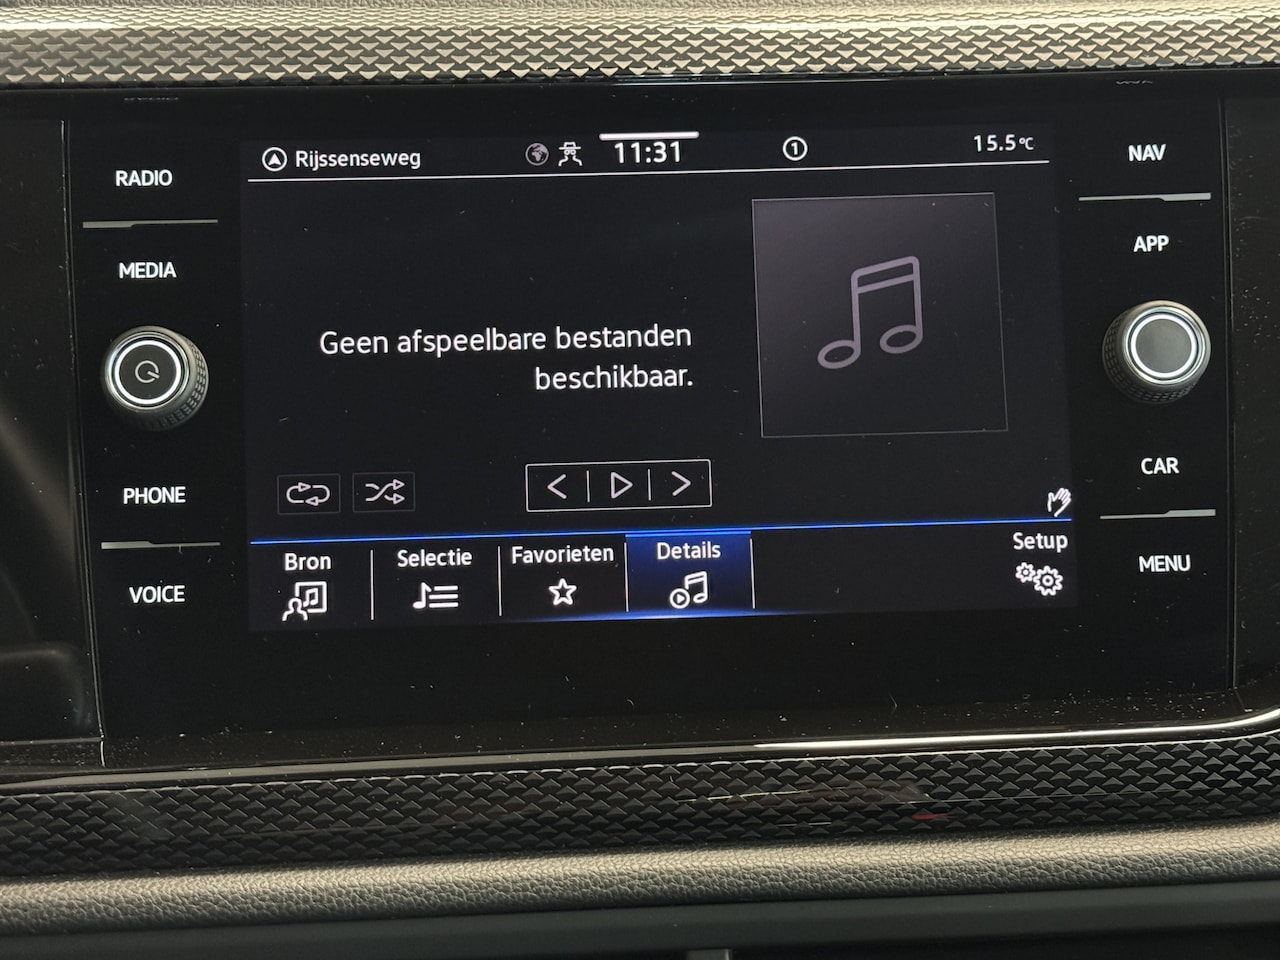 Rijssenseweg 11:31 1 15.5°C
RADIO
MEDIA
PHONE
VOICE
Geen afspeelbare bestanden
beschikbaar.
Bron Selectie Favorieten Details Setup
NAV
APP
CAR
MENU